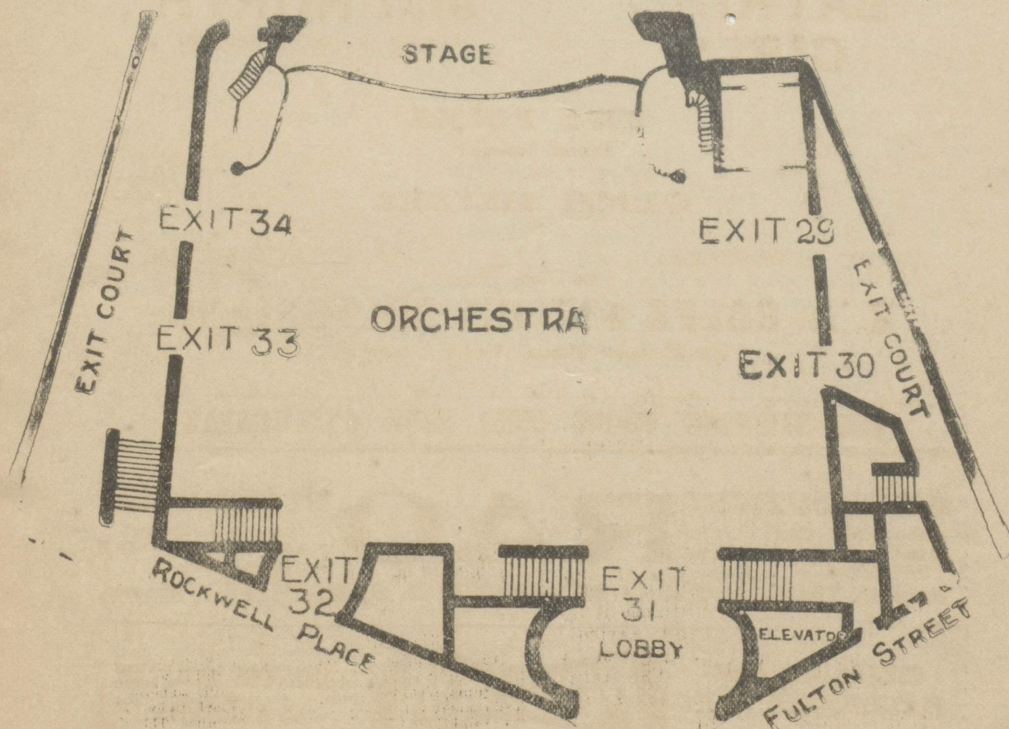 STAGE
EXIT 34
EXIT 29
EXIT COURT
EXIT COURT
ORCHESTRA
EXIT 33
EXIT 30
EXIT
32
EXIT
31
LOBBY
ELEVATOR
ROCKWELL PLACE
FULTON STREET